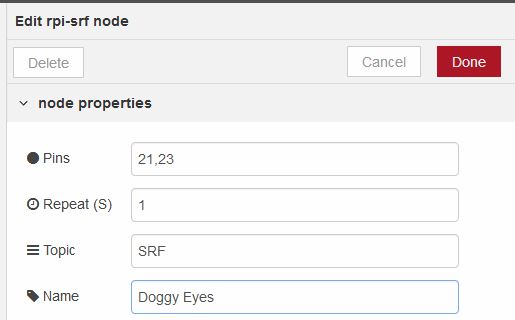 Edit rpi-srf node
Delete Cancel Done
node properties
Pins 21,23
Repeat (S) 1
Topic SRF
Name Doggy Eyes